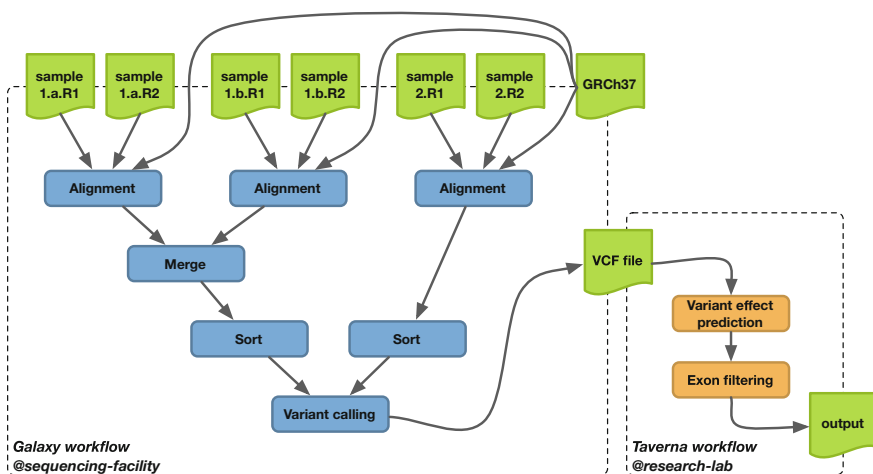 sample
1.a.R1
sample
1.a.R2
sample
1.b.R1
sample
1.b.R2
sample
2.R1
sample
2.R2
GRCh37
Alignment
Alignment
Alignment
Merge
VCF file
Variant effect
prediction
Sort
Sort
Exon filtering
Variant calling
output
Galaxy workflow
@sequencing-facility
Taverna workflow
@research-lab